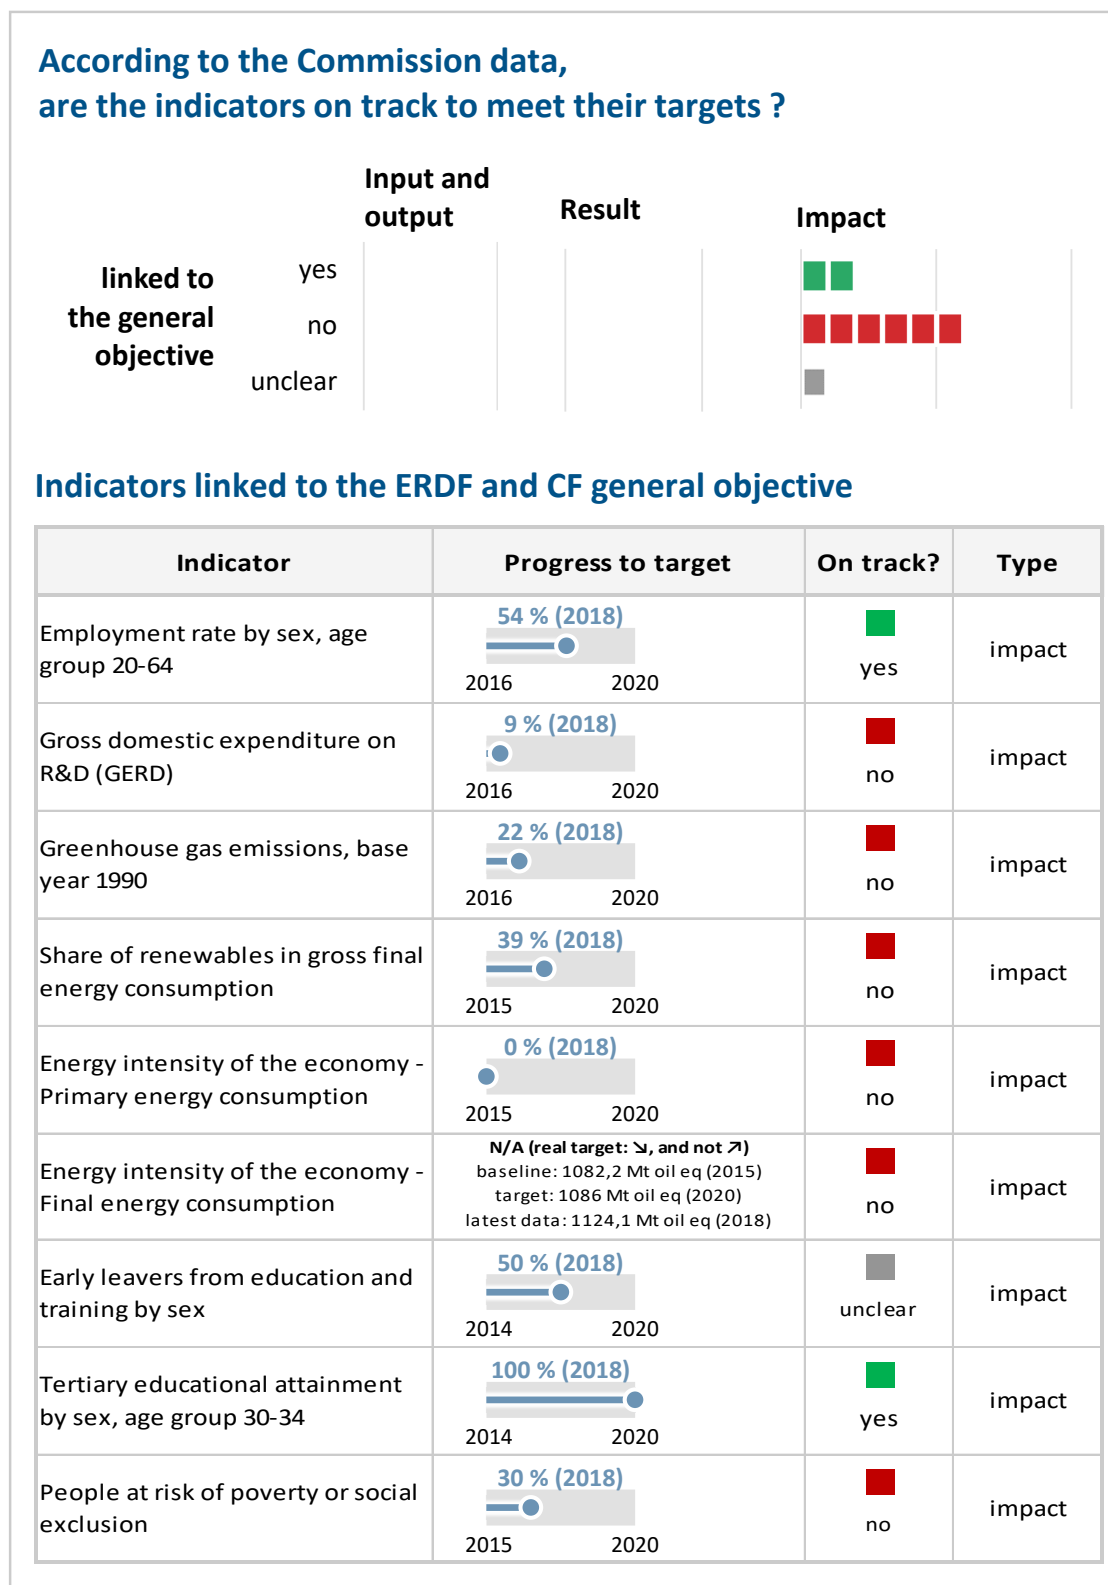 According to the Commission data,
are the indicators on track to meet their targets ?
Input and
output
Result
Impact
linked to
the general
objective
yes
no
unclear
Indicators linked to the ERDF and CF general objective
Indicator
Progress to target
On track?
Type
Employment rate by sex, age
group 20-64
54 % (2018)
2016 2020
yes
impact
Gross domestic expenditure on
R&D (GERD)
9 % (2018)
2016 2020
no
impact
Greenhouse gas emissions, base
year 1990
22 % (2018)
2016 2020
no
impact
Share of renewables in gross final
energy consumption
39 % (2018)
2015 2020
no
impact
Energy intensity of the economy -
Primary energy consumption
0 % (2018)
2015 2020
no
impact
Energy intensity of the economy -
Final energy consumption
N/A (real target: ↘, and not ↗)
baseline: 1082,2 Mt oil eq (2015)
target: 1086 Mt oil eq (2020)
latest data: 1124,1 Mt oil eq (2018)
no
impact
Early leavers from education and
training by sex
50 % (2018)
2014 2020
unclear
impact
Tertiary educational attainment
by sex, age group 30-34
100 % (2018)
2014 2020
yes
impact
People at risk of poverty or social
exclusion
30 % (2018)
2015 2020
no
impact